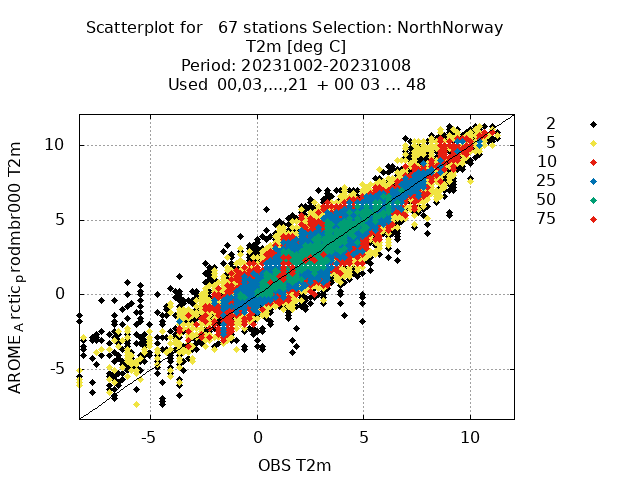 Scatterplot for 67 stations Selection: NorthNorway
T2m [deg C]
Period: 20231002-20231008
Used 00,03,...,21 + 00 03 ... 48
2
5
10
25
50
75
10
5
0
-5
AROME_Arctic_prodmbr000 T2m
-5 0 5 10
OBS T2m